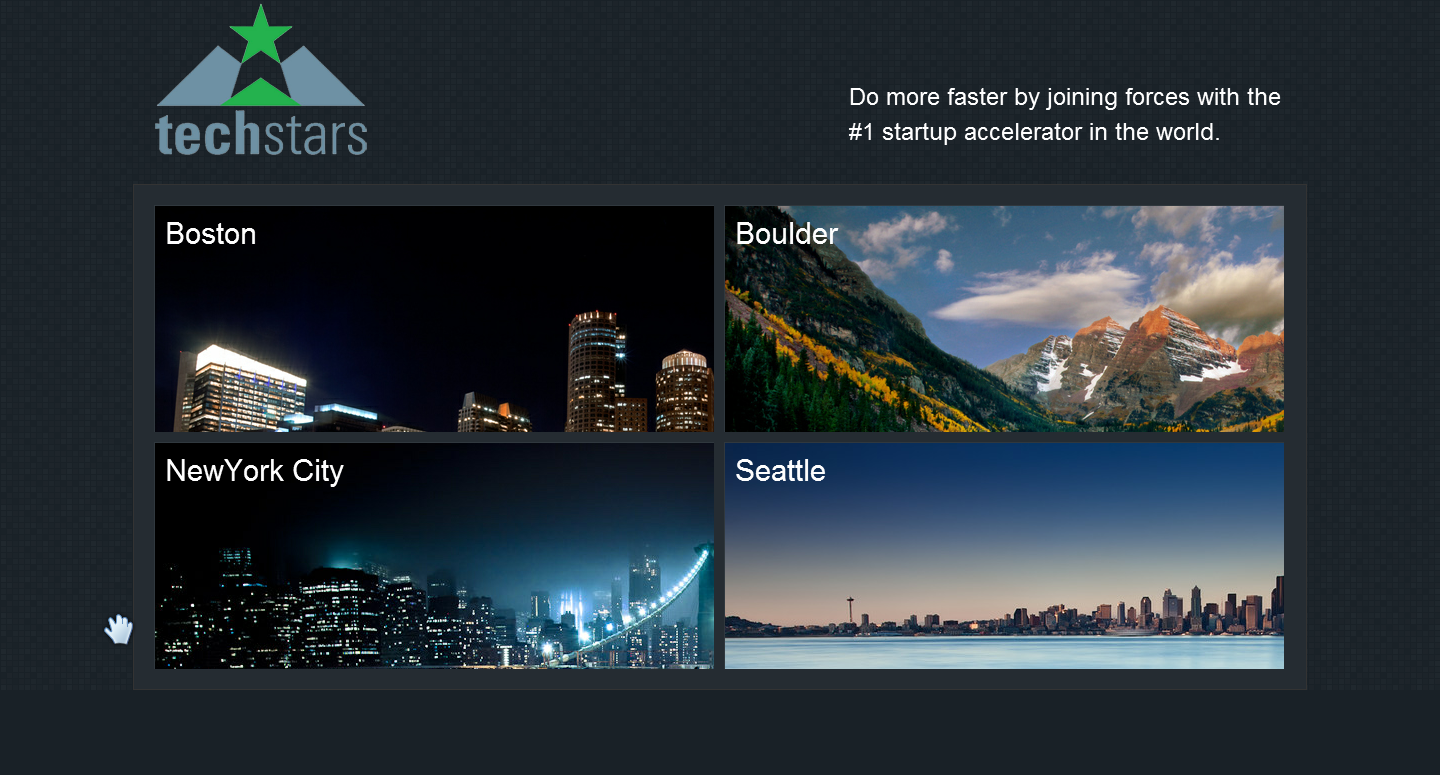 techstars
Do more faster by joining forces with the
#1 startup accelerator in the world.
Boston
Boulder
NewYork City
Seattle